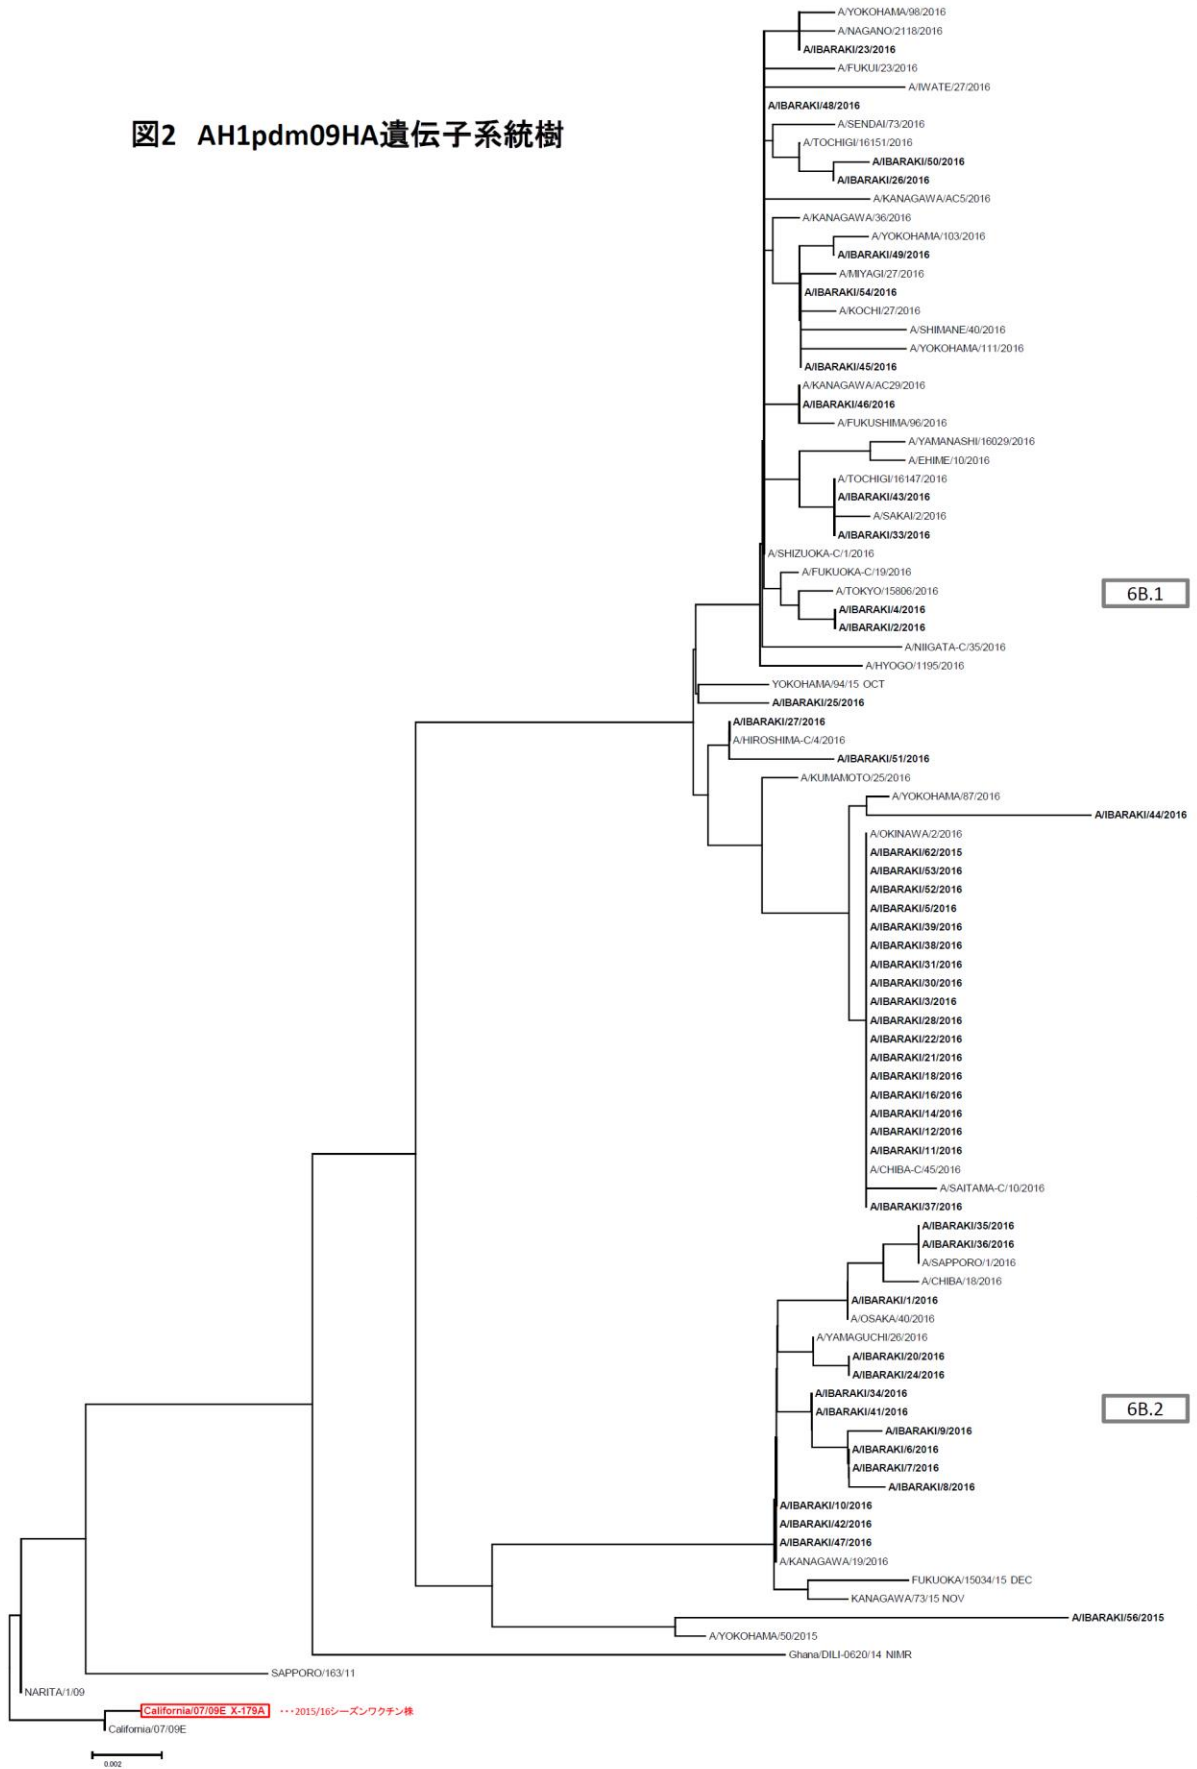 A/YOKOHAMA/98/2016
A/NAGANO/2118/2016
A/IBARAKI/23/2016
A/FUKUI/23/2016
A/IWATE/27/2016
A/IBARAKI/48/2016
図2 AH1pdm09HA遺伝子系統樹
A/SENDAI/73/2016
A/TOCHIGI/16151/2016
A/IBARAKI/50/2016
A/IBARAKI/26/2016
A/KANAGAWA/AC5/2016
A/KANAGAWA/36/2016
A/YOKOHAMA/103/2016
A/IBARAKI/49/2016
A/MIYAGI/27/2016
A/IBARAKI/54/2016
A/KOCHI/27/2016
A/SHIMANE/40/2016
A/YOKOHAMA/111/2016
A/IBARAKI/45/2016
A/KANAGAWA/AC29/2016
A/IBARAKI/46/2016
A/FUKUSHIMA/96/2016
A/YAMANASHI/16029/2016
A/EHIME/10/2016
A/TOCHIGI/16147/2016
A/IBARAKI/43/2016
A/SAKAI/2/2016
A/IBARAKI/33/2016
A/SHIZUOKA-C/1/2016
A/FUKUOKA-C/19/2016
A/TOKYO/15806/2016
6B.1
A/IBARAKI/4/2016
A/IBARAKI/2/2016
A/NIIGATA-C/35/2016
A/HYOGO/1195/2016
YOKOHAMA/94/15 OCT
A/IBARAKI/25/2016
A/IBARAKI/27/2016
A/HIROSHIMA-C/4/2016
A/IBARAKI/51/2016
A/KUMAMOTO/25/2016
A/YOKOHAMA/87/2016
A/IBARAKI/44/2016
A/OKINAWA/2/2016
A/IBARAKI/62/2015
A/IBARAKI/53/2016
A/IBARAKI/52/2016
A/IBARAKI/5/2016
A/IBARAKI/39/2016
A/IBARAKI/38/2016
A/IBARAKI/31/2016
A/IBARAKI/30/2016
A/IBARAKI/3/2016
A/IBARAKI/28/2016
A/IBARAKI/22/2016
A/IBARAKI/21/2016
A/IBARAKI/18/2016
A/IBARAKI/16/2016
A/IBARAKI/14/2016
A/IBARAKI/12/2016
A/IBARAKI/11/2016
A/CHIBA-C/45/2016
A/SAITAMA-C/10/2016
A/IBARAKI/37/2016
A/IBARAKI/35/2016
A/IBARAKI/36/2016
A/SAPPORO/1/2016
A/CHIBA/18/2016
A/IBARAKI/1/2016
A/OSAKA/40/2016
A/YAMAGUCHI/26/2016
A/IBARAKI/20/2016
A/IBARAKI/24/2016
A/IBARAKI/34/2016
6B.2
A/IBARAKI/41/2016
A/IBARAKI/9/2016
A/IBARAKI/6/2016
A/IBARAKI/7/2016
A/IBARAKI/8/2016
A/IBARAKI/10/2016
A/IBARAKI/42/2016
A/IBARAKI/47/2016
A/KANAGAWA/19/2016
FUKUOKA/15034/15 DEC
KANAGAWA/73/15 NOV
A/IBARAKI/56/2015
A/YOKOHAMA/50/2015
Ghana/DILI-0620/14 NIMR
SAPPORO/163/11
NARITA/1/09
California/07/09E X-179A ･･･2015/16シーズンワクチン株
California/07/09E
0.002